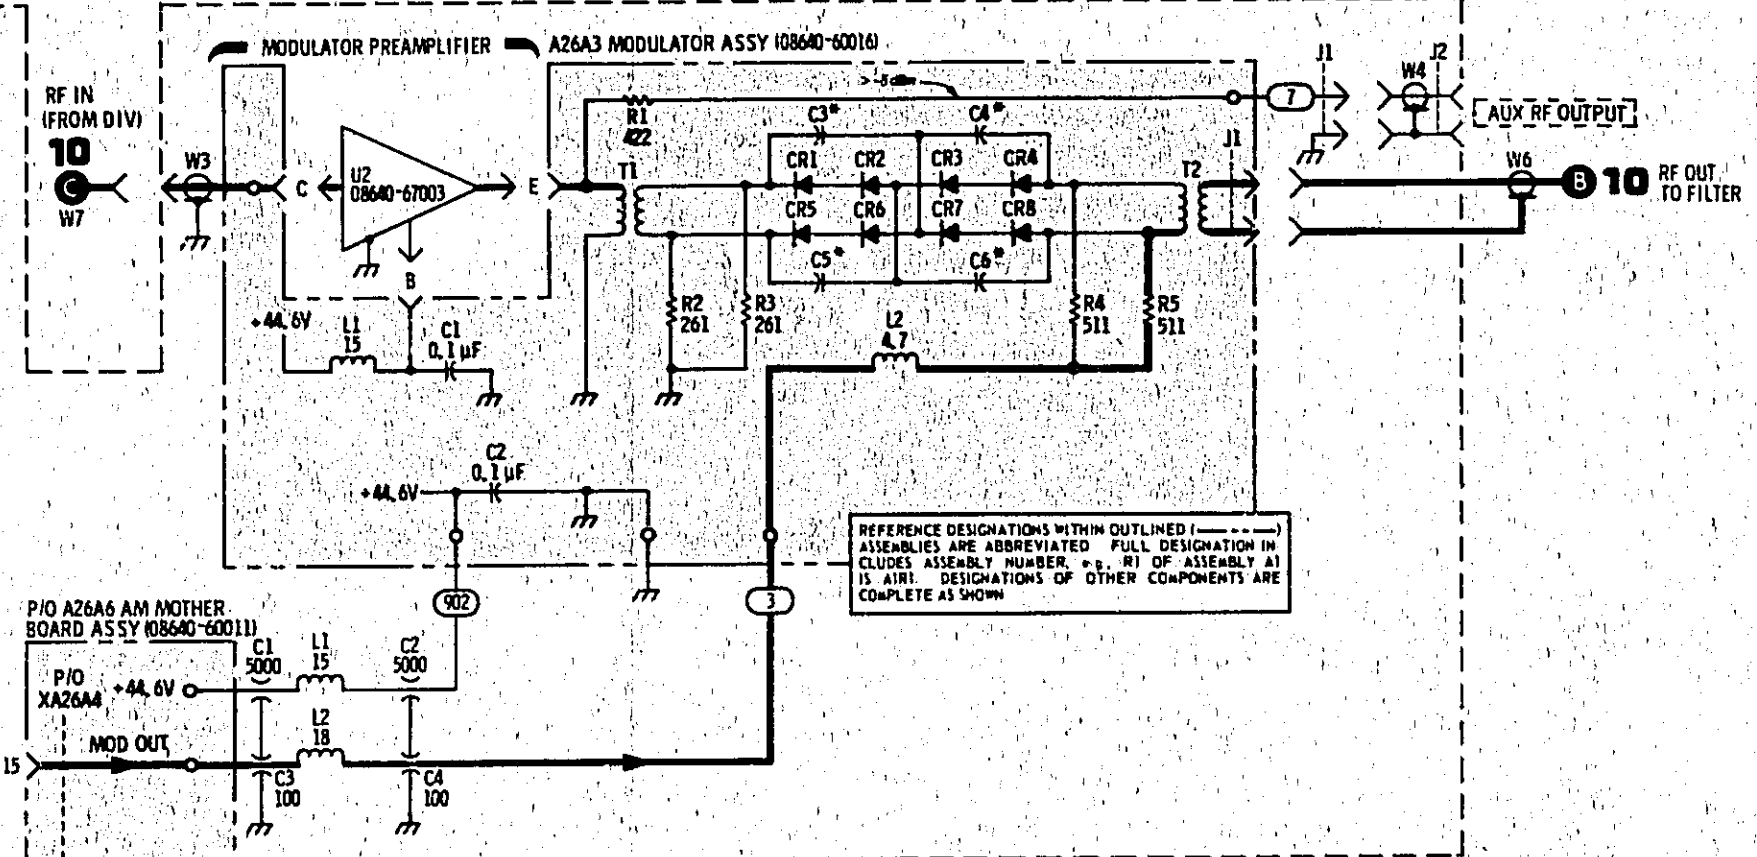 MODULATOR PREAMPLIFIER
A26A3 MODULATOR ASSY (08640-60016)
RF IN
(FROM DIV)
10
C
W7
W3
C
U2
08640-67003
E
B
+44.6V
L1
15
C1
0.1 µF
R1
422
T1
C3*
C4*
CR1
CR2
CR3
CR4
CR5
CR6
CR7
CR8
C5*
C6*
R2
261
R3
261
L2
4.7
R4
511
R5
511
T2
J1
7
J1
W4
J2
AUX RF OUTPUT
W6
B
10
RF OUT
TO FILTER
C2
0.1 µF
+44.6V
902
3
REFERENCE DESIGNATIONS WITHIN OUTLINED (— - - —)
ASSEMBLIES ARE ABBREVIATED FULL DESIGNATION IN
CLUDES ASSEMBLY NUMBER, e.g., R1 OF ASSEMBLY A1
IS A1R1. DESIGNATIONS OF OTHER COMPONENTS ARE
COMPLETE AS SHOWN
P/O A26A6 AM MOTHER
BOARD ASSY (08640-60011)
P/O
XA26A4
+44.6V
C1
5000
L1
15
C2
5000
MOD OUT
15
L2
18
C3
100
C4
100